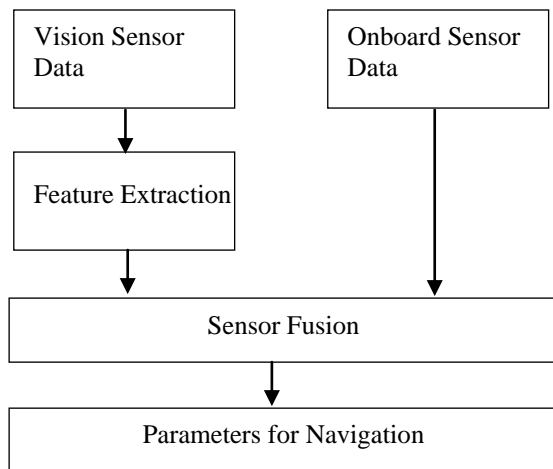 Vision Sensor
Data
Onboard Sensor
Data
Feature Extraction
Sensor Fusion
Parameters for Navigation